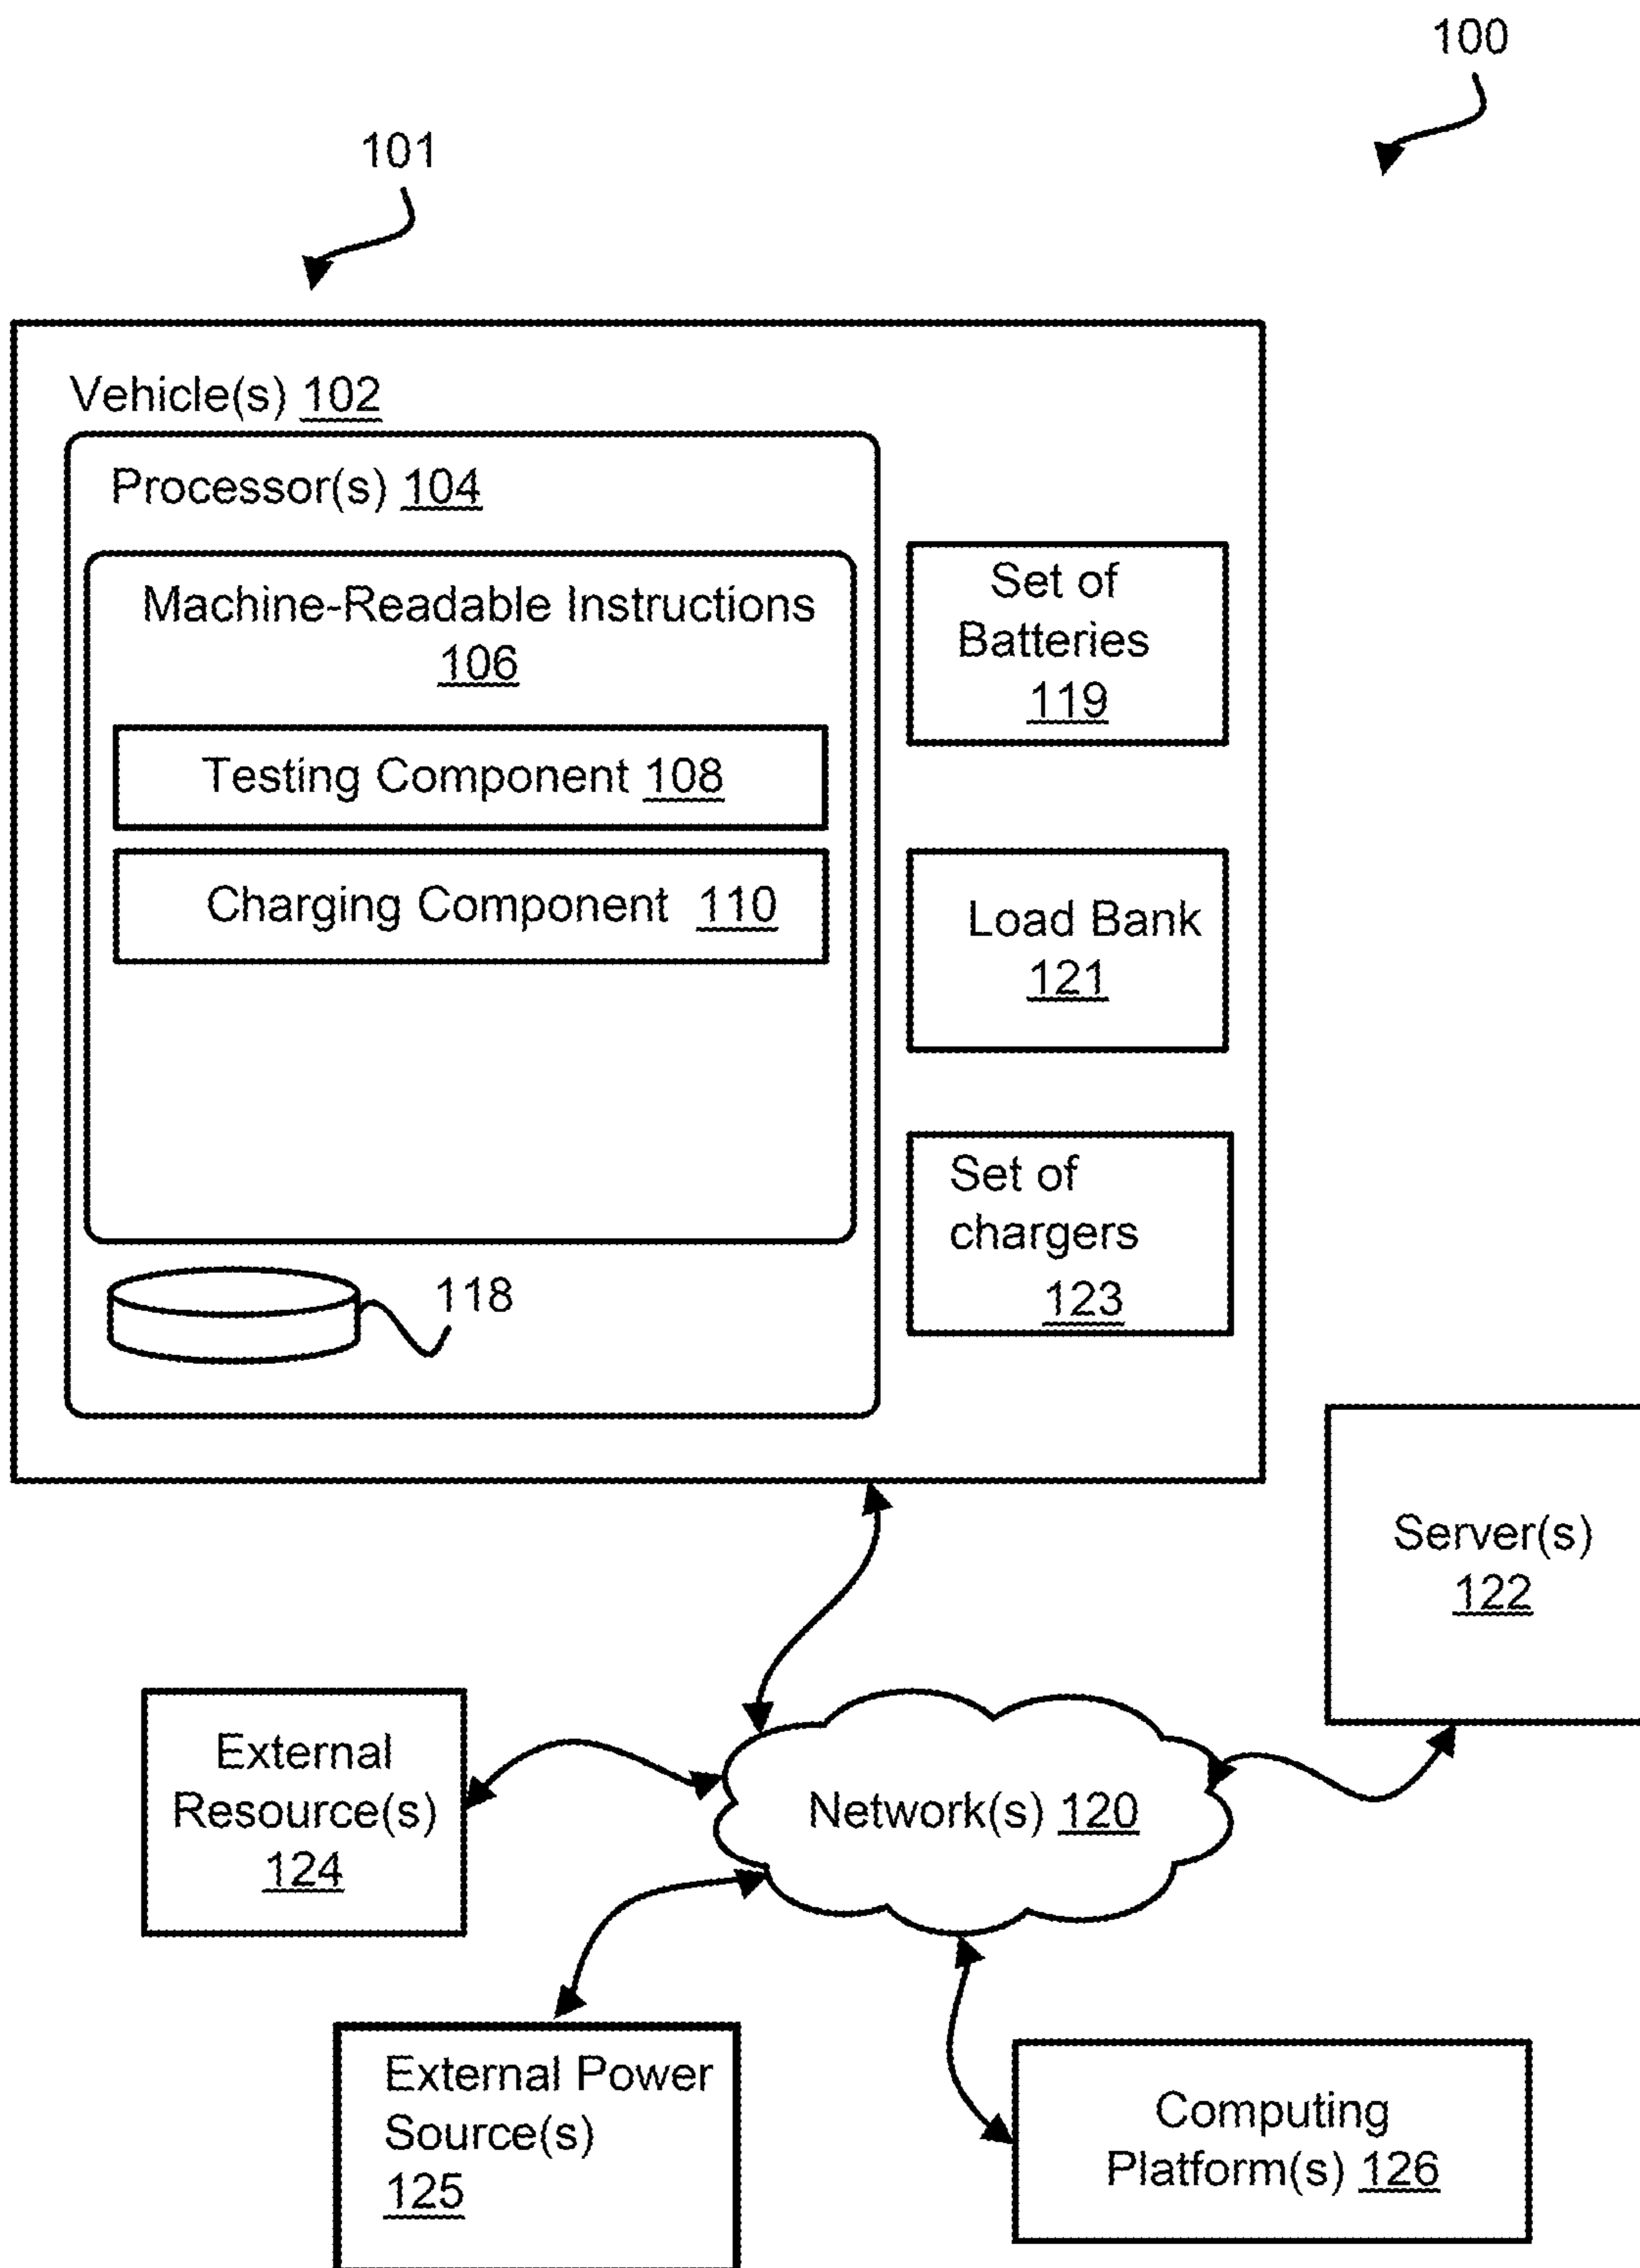 100
101
Vehicle(s) 102
Processor(s) 104
Machine-Readable Instructions
106
Testing Component 108
Charging Component 110
118
Set of
Batteries
119
Load Bank
121
Set of
chargers
123
Server(s)
122
External
Resource(s)
124
Network(s) 120
External Power
Source(s)
125
Computing
Platform(s) 126